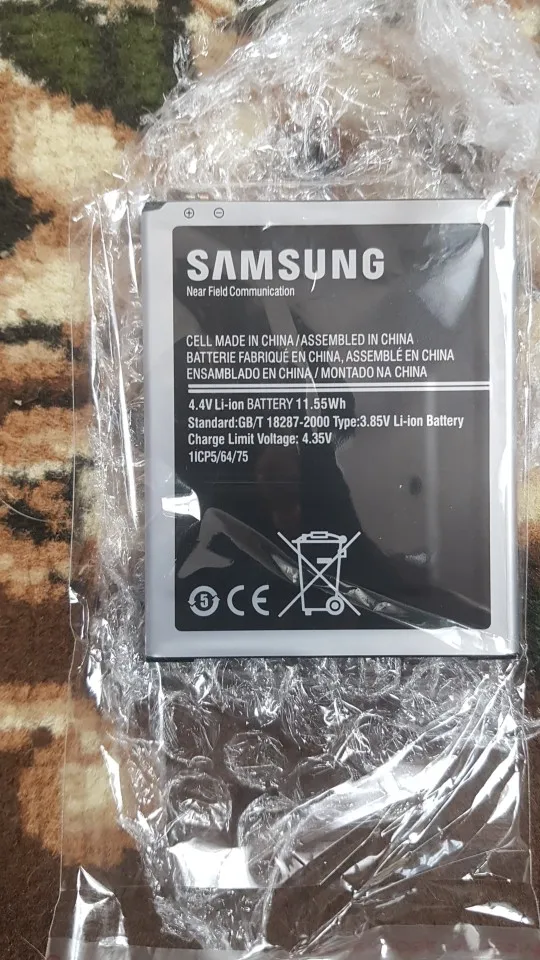 SAMSUNG
Near Field Communication
CELL MADE IN CHINA / ASSEMBLED IN CHINA
BATTERIE FABRIQUÉ EN CHINA, ASSEMBLÉ EN CHINA
ENSAMBLADO EN CHINA / MONTADO NA CHINA
4.4V Li-ion BATTERY 11.55Wh
Standard:GB/T 18287-2000 Type:3.85V Li-ion Battery
Charge Limit Voltage; 4.35V
1ICP5/64/75
5 CE